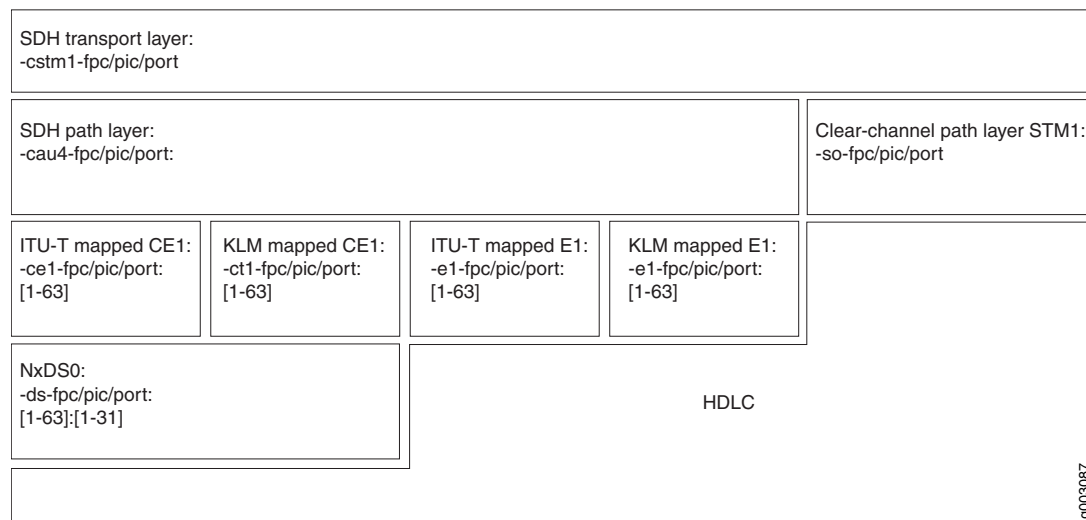 SDH transport layer:
-cstm1-fpc/pic/port
SDH path layer:
-cau4-fpc/pic/port:
Clear-channel path layer STM1:
-so-fpc/pic/port
ITU-T mapped CE1:
-ce1-fpc/pic/port:
[1-63]
KLM mapped CE1:
-ct1-fpc/pic/port:
[1-63]
ITU-T mapped E1:
-e1-fpc/pic/port:
[1-63]
KLM mapped E1:
-e1-fpc/pic/port:
[1-63]
NxDS0:
-ds-fpc/pic/port:
[1-63]:[1-31]
HDLC
g003087